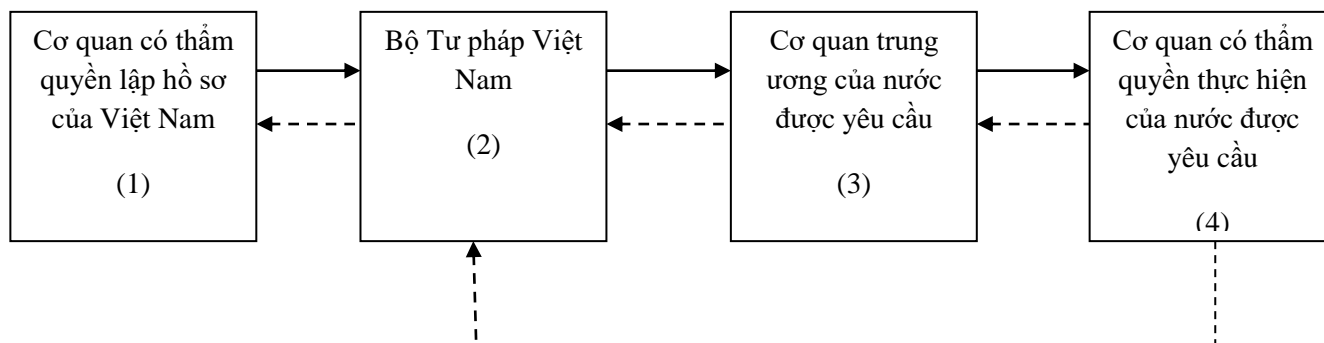 Cơ quan có thẩm
quyền lập hồ sơ
của Việt Nam
(1)
Bộ Tư pháp Việt
Nam
(2)
Cơ quan trung
ương của nước
được yêu cầu
(3)
Cơ quan có thẩm
quyền thực hiện
của nước được
yêu cầu
(4)